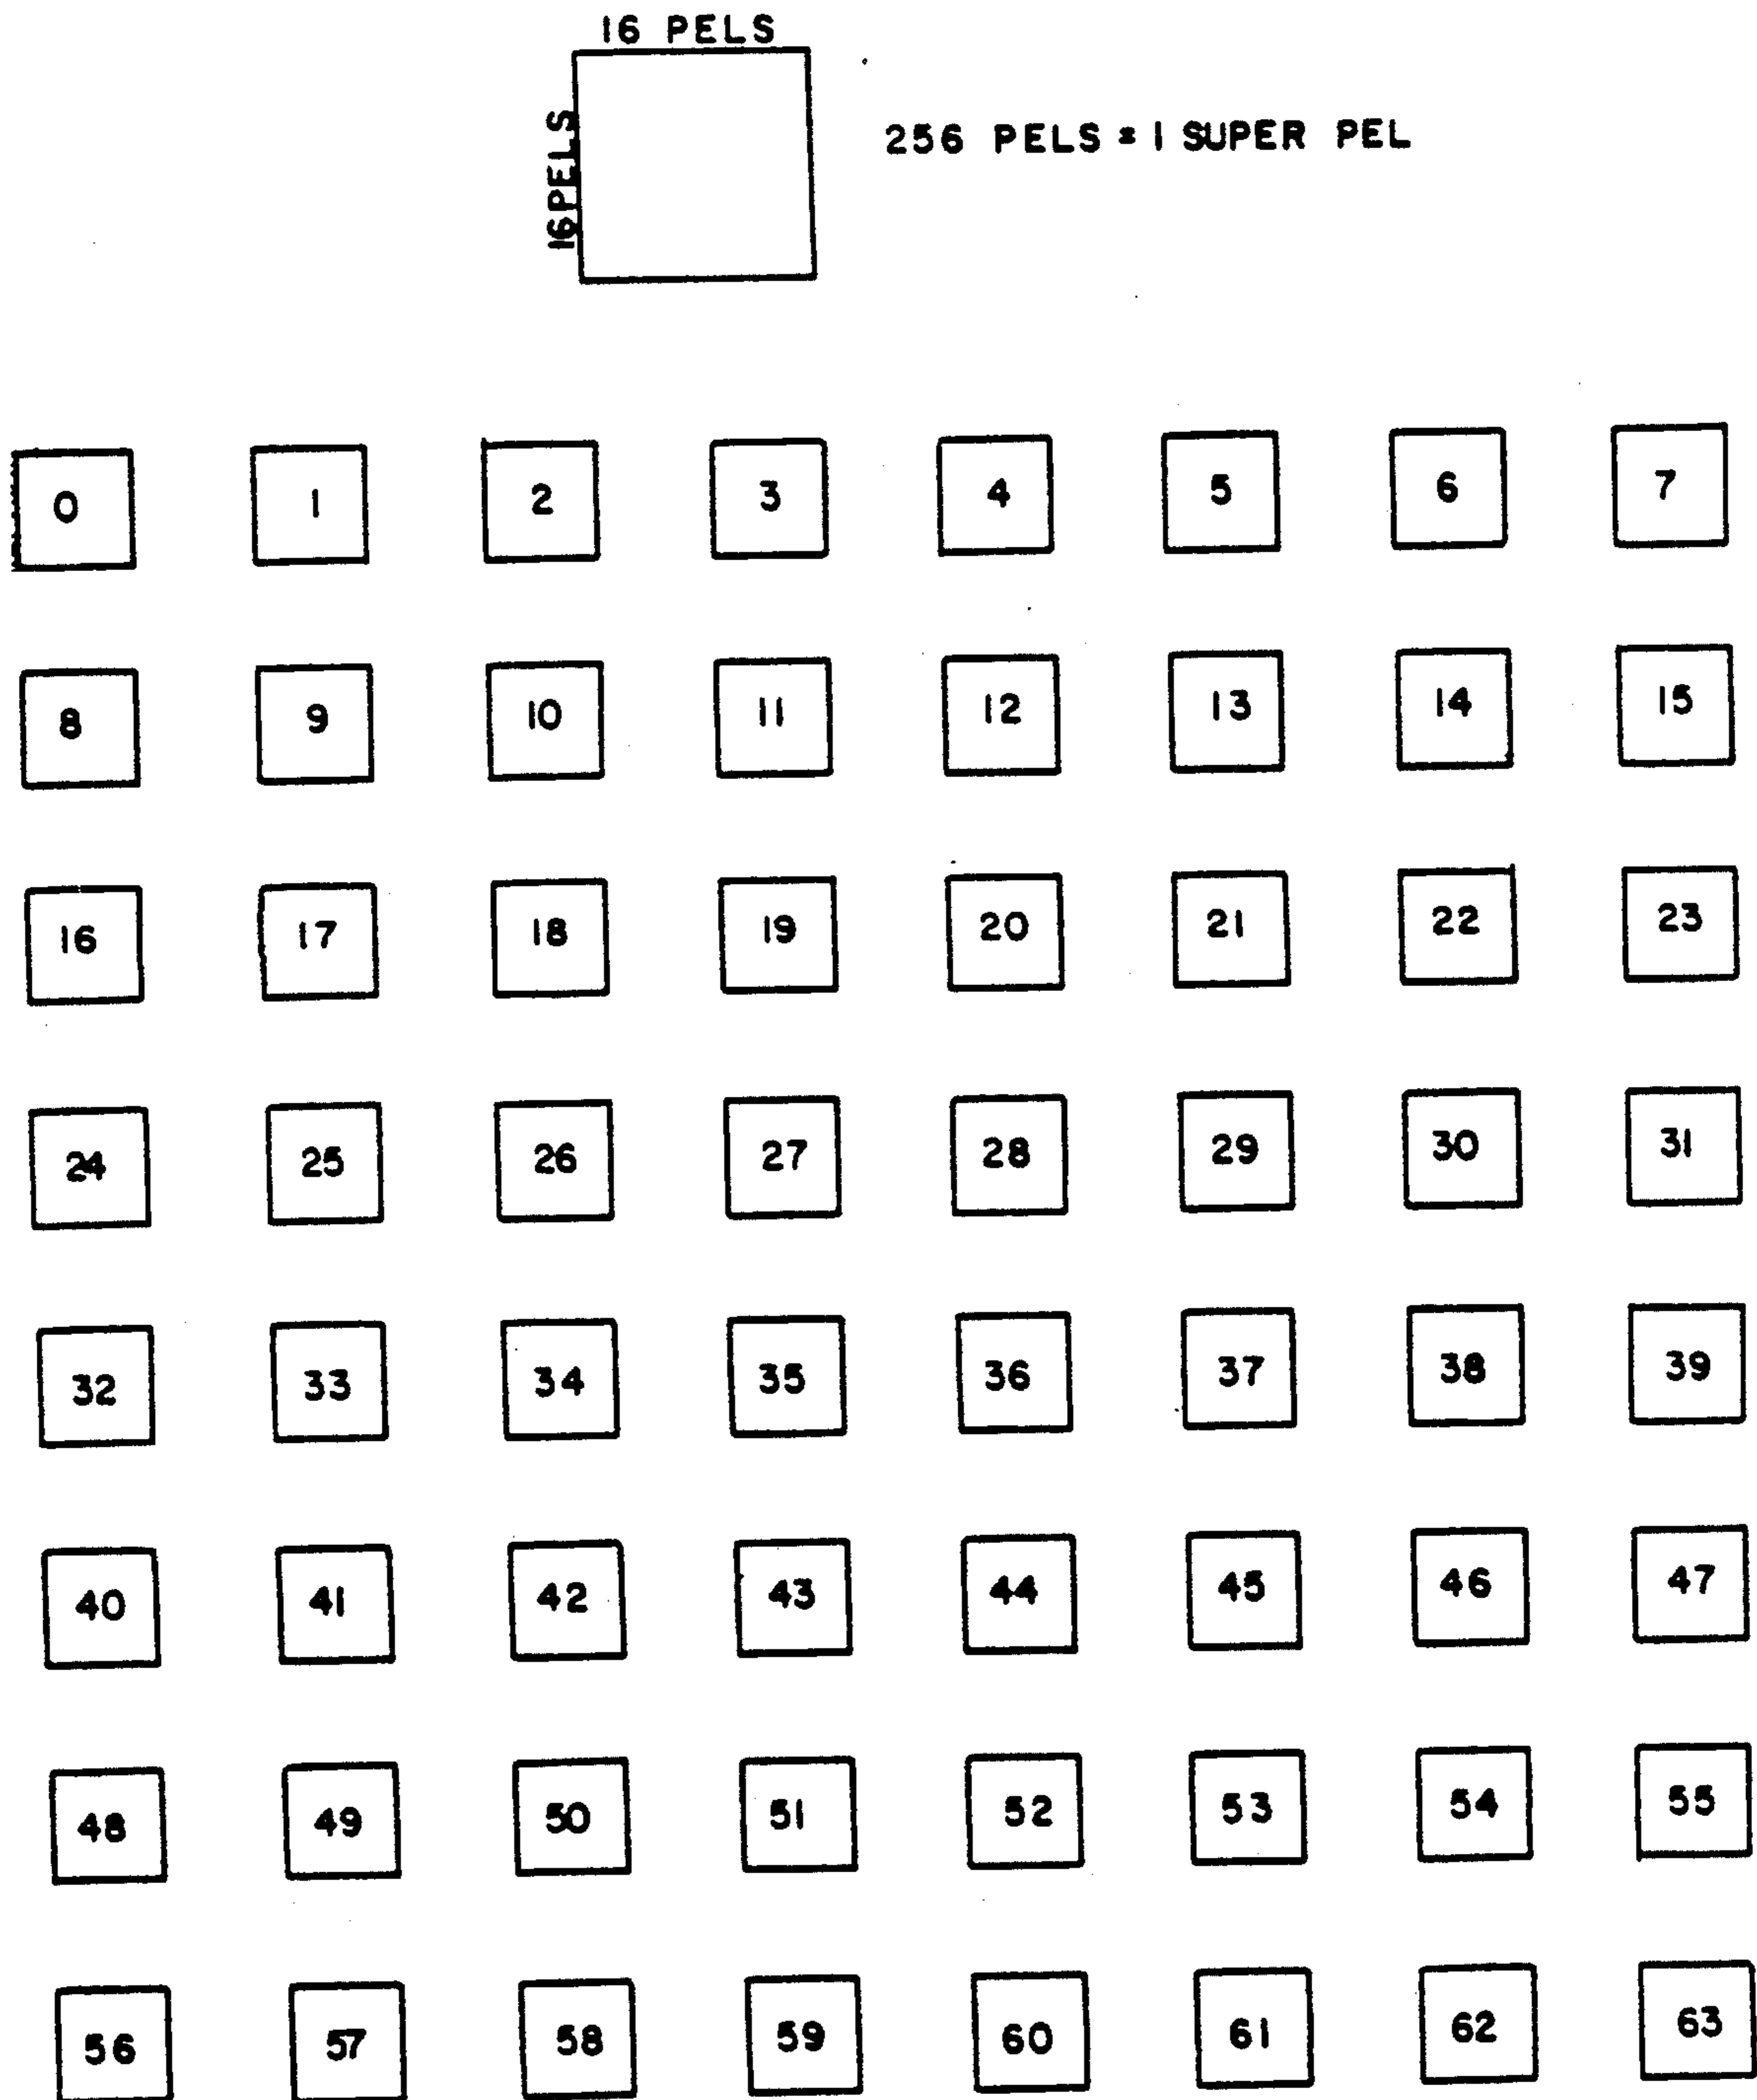 16 PELS
16 PELS
256 PELS = 1 SUPER PEL
0 1 2 3 4 5 6 7
8 9 10 11 12 13 14 15
16 17 18 19 20 21 22 23
24 25 26 27 28 29 30 31
32 33 34 35 36 37 38 39
40 41 42 43 44 45 46 47
48 49 50 51 52 53 54 55
56 57 58 59 60 61 62 63